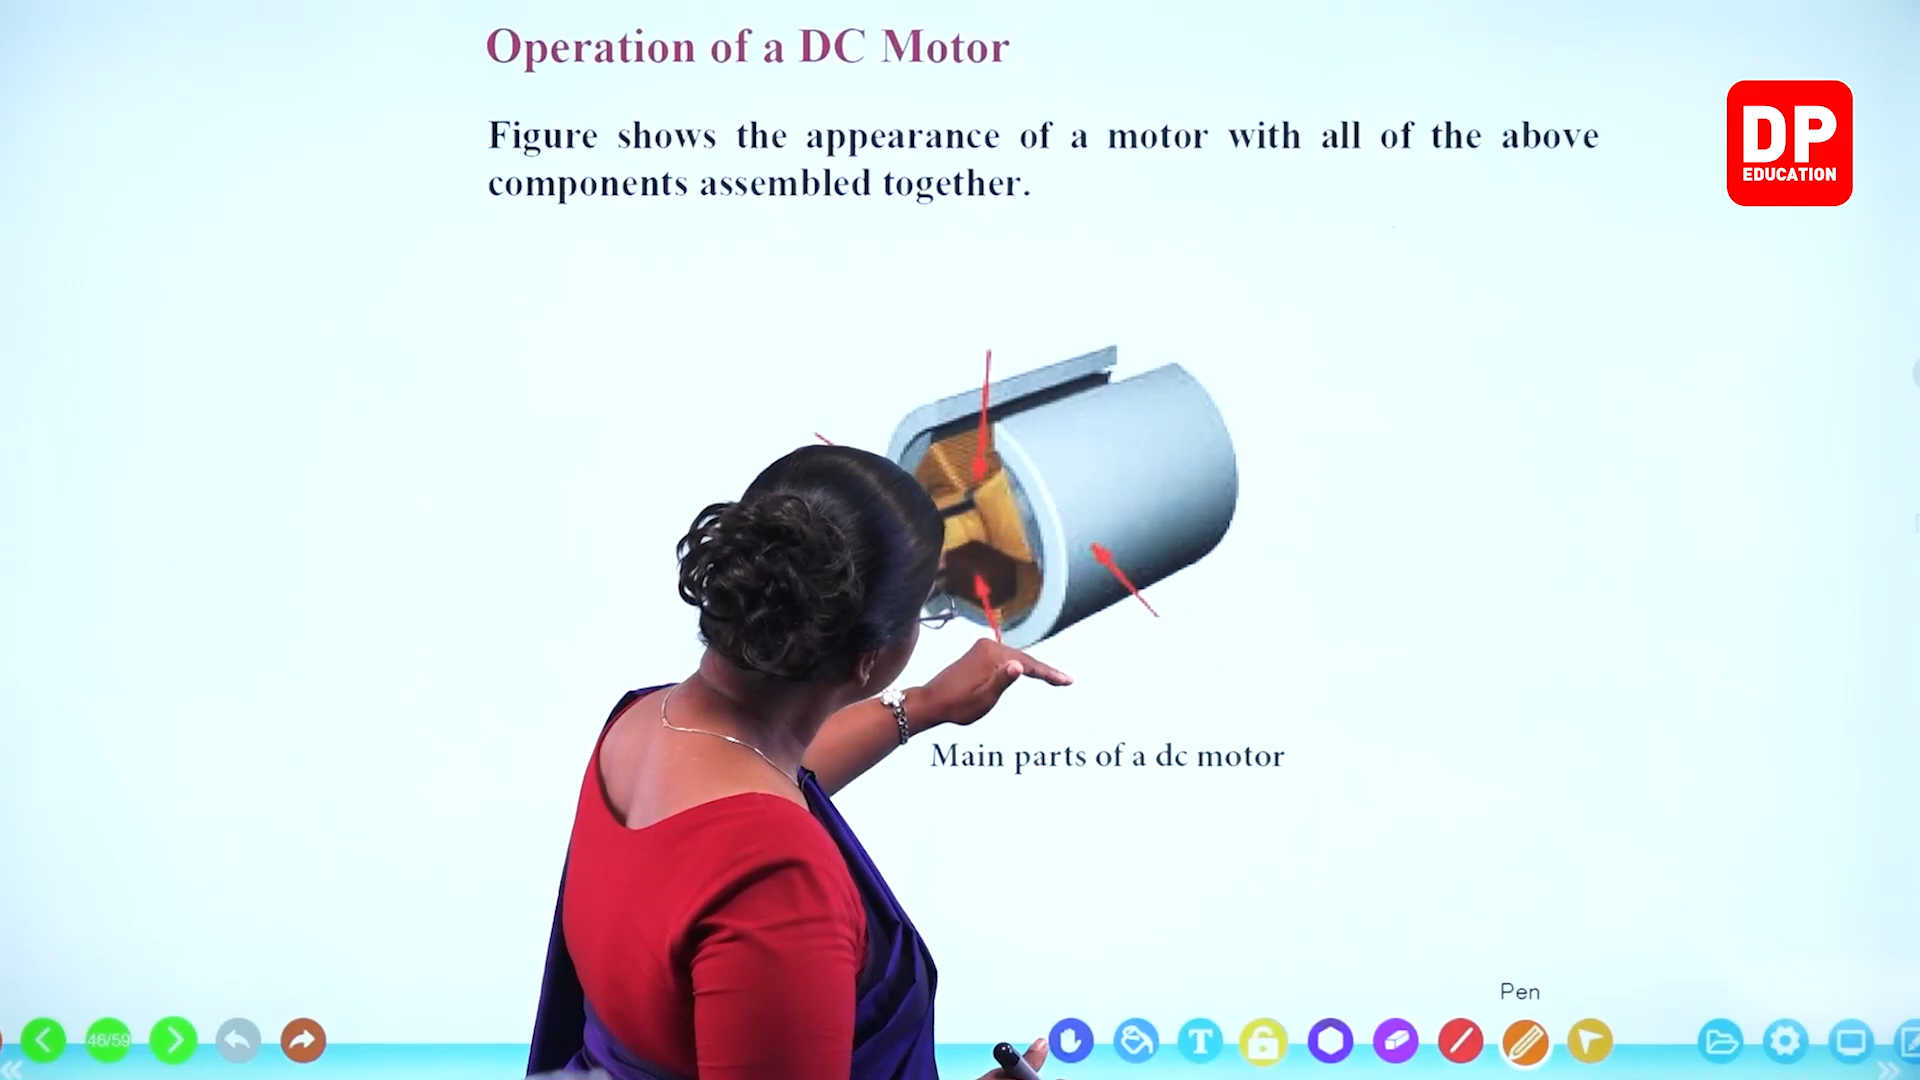 Operation of a DC Motor
Figure shows the appearance of a motor with all of the above
components assembled together.
DP
EDUCATION
Main parts of a dc motor
Pen
46/59
T